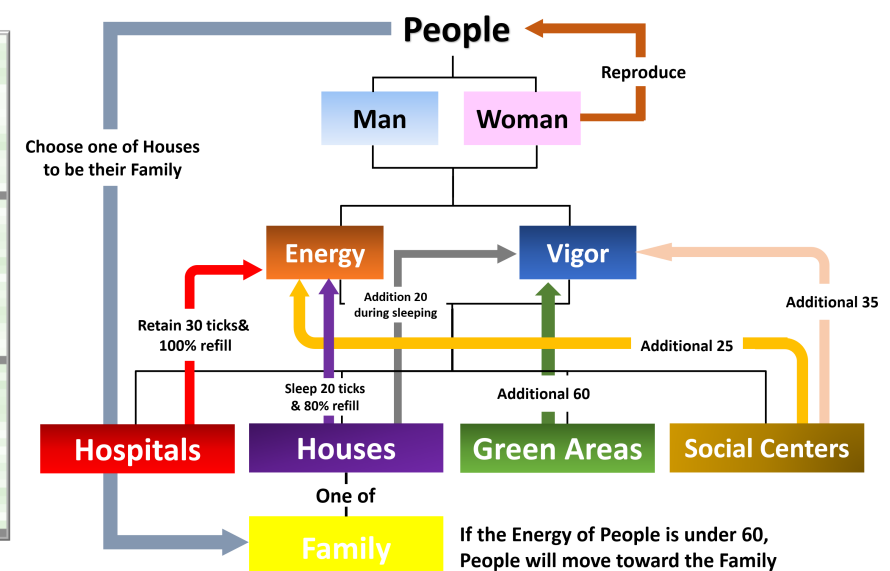 People
Reproduce
Man
Woman
Choose one of Houses
to be their Family
Energy
Vigor
Addition 20
during sleeping
Additional 35
Retain 30 ticks&
100% refill
Additional 25
Sleep 20 ticks
& 80% refill
Additional 60
Hospitals
Houses
Green Areas
Social Centers
One of
Family
If the Energy of People is under 60,
People will move toward the Family